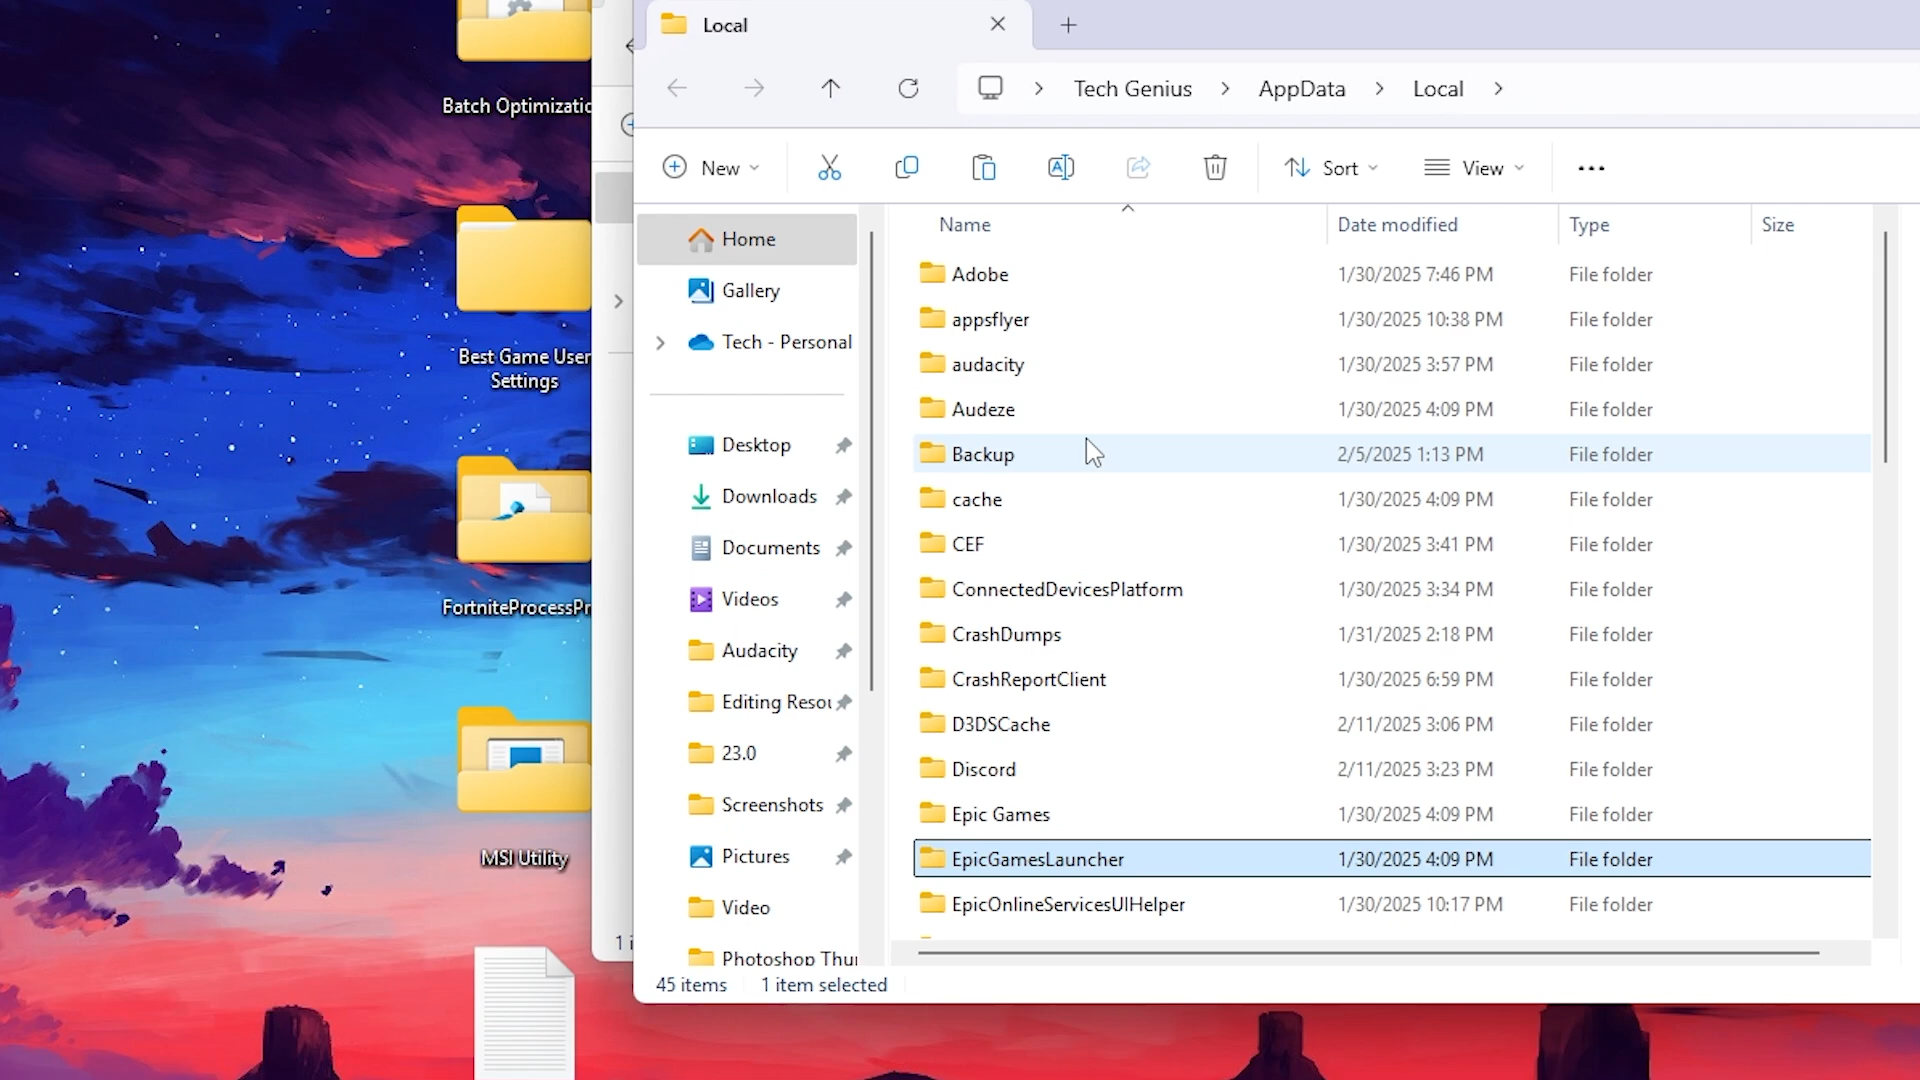 Batch Optimizatio
Best Game User
Settings
FortniteProcessPr
MSI Utility
1 i
Local
Tech Genius
AppData
Local
New
Sort
View
Home
Gallery
Tech - Personal
Desktop
Downloads
Documents
Videos
Audacity
Editing Resou
23.0
Screenshots
Pictures
Video
Photoshop Thu
Name Date modified Type Size
Adobe 1/30/2025 7:46 PM File folder
appsflyer 1/30/2025 10:38 PM File folder
audacity 1/30/2025 3:57 PM File folder
Audeze 1/30/2025 4:09 PM File folder
Backup 2/5/2025 1:13 PM File folder
cache 1/30/2025 4:09 PM File folder
CEF 1/30/2025 3:41 PM File folder
ConnectedDevicesPlatform 1/30/2025 3:34 PM File folder
CrashDumps 1/31/2025 2:18 PM File folder
CrashReportClient 1/30/2025 6:59 PM File folder
D3DSCache 2/11/2025 3:06 PM File folder
Discord 2/11/2025 3:23 PM File folder
Epic Games 1/30/2025 4:09 PM File folder
EpicGamesLauncher 1/30/2025 4:09 PM File folder
EpicOnlineServicesUIHelper 1/30/2025 10:17 PM File folder
45 items 1 item selected